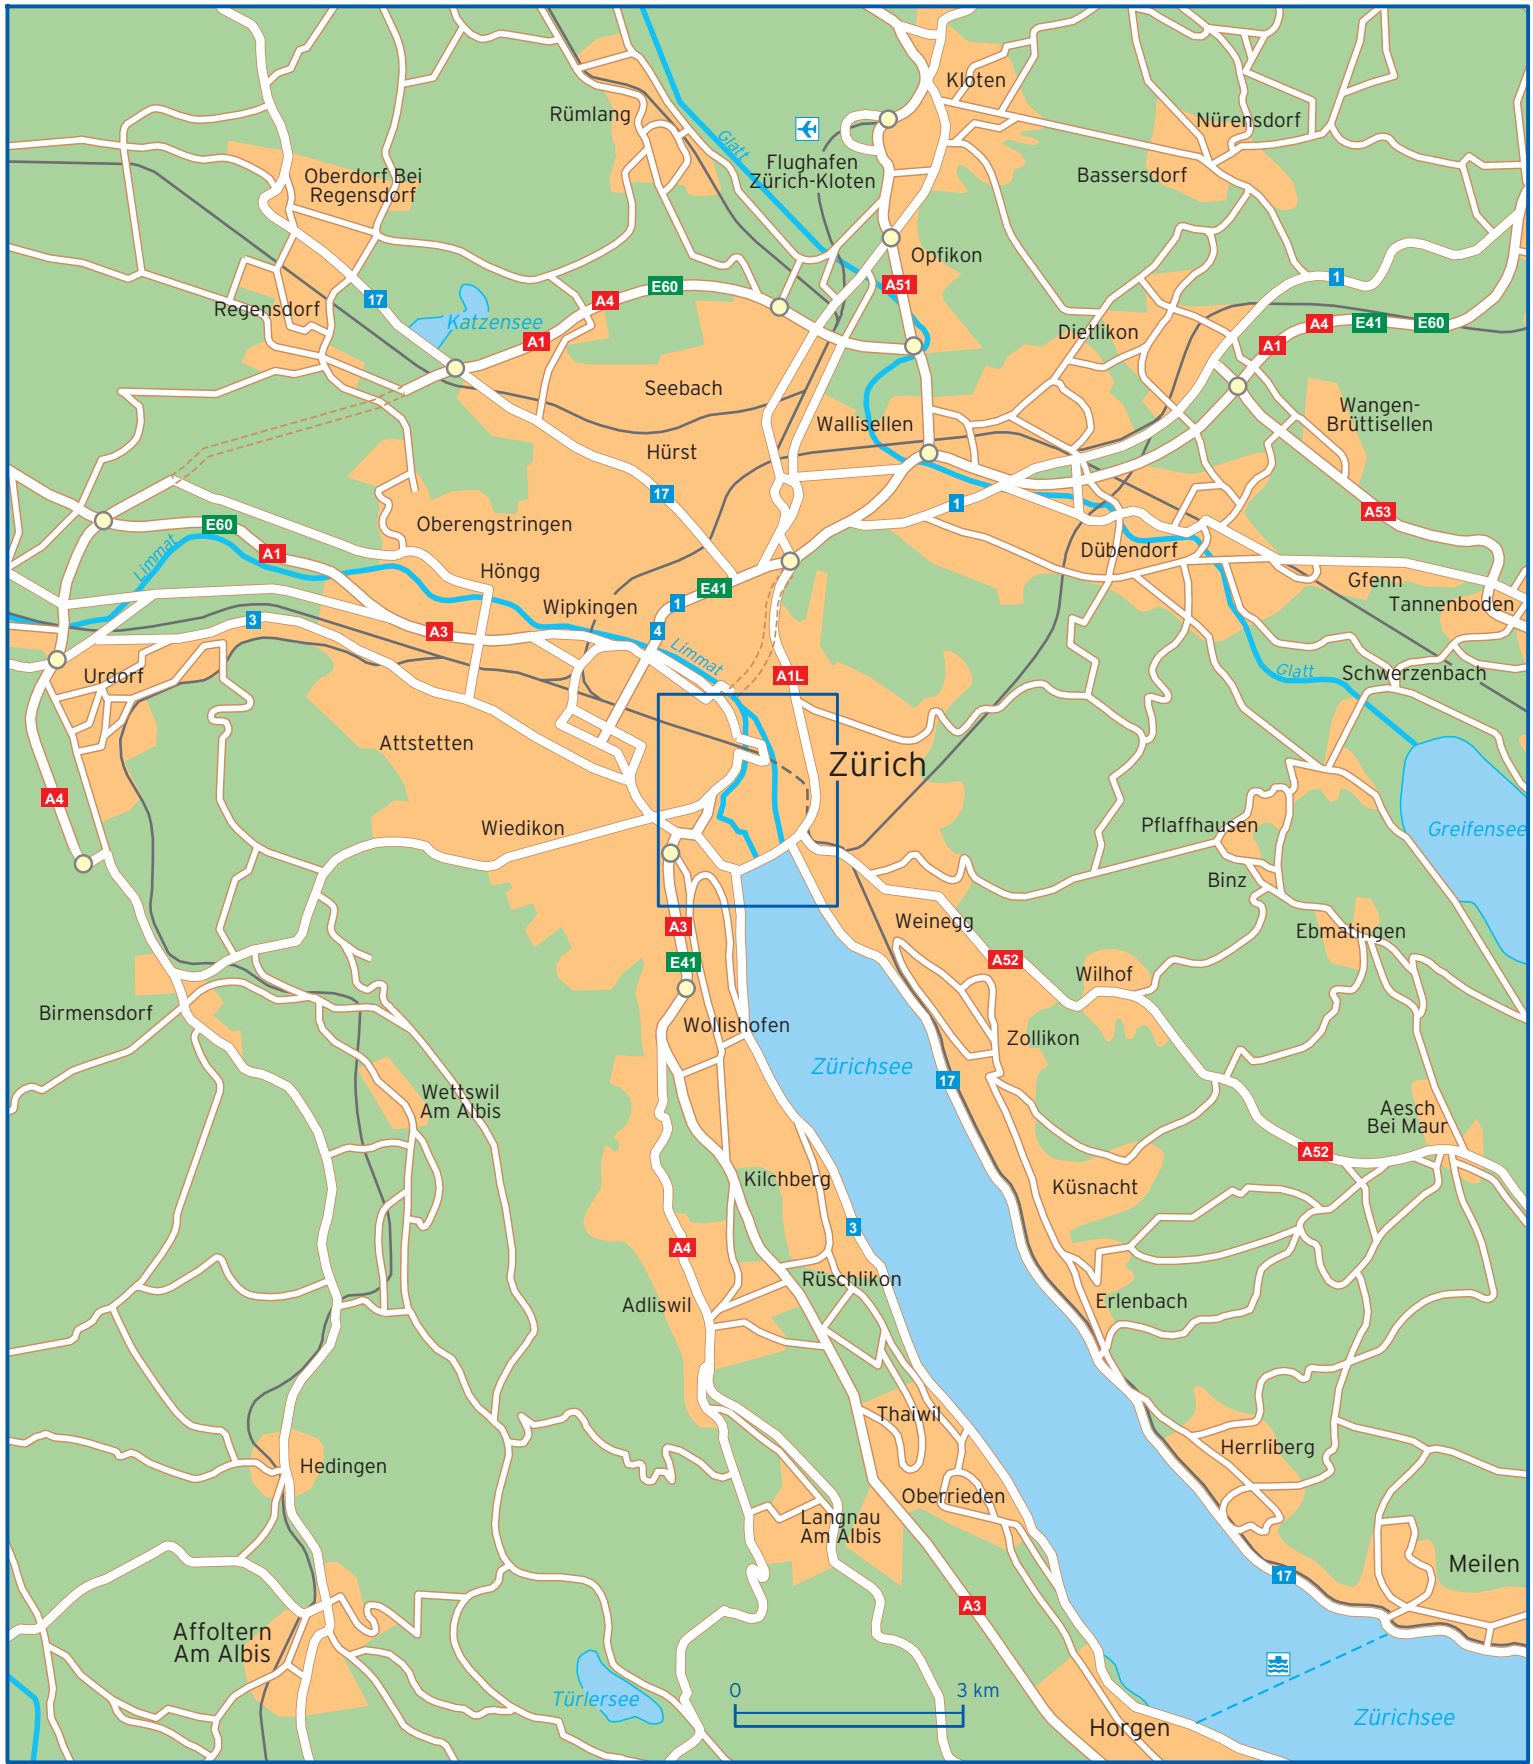 Kloten
Rümlang
Nürensdorf
Glatt
Flughafen
Zürich-Kloten
Bassersdorf
Oberdorf Bei
Regensdorf
Opfikon
1
A51
E60
17
A4
Regensdorf
Katzensee
A4
E41
E60
Dietlikon
A1
A1
Seebach
Wangen-
Brüttisellen
Wallisellen
Hürst
17
1
A53
E60
Oberengstringen
Limmat
A1
Dübendorf
Höngg
Gfenn
E41
Tannenboden
Wipkingen
1
3
A3
4
Limmat
Urdorf
A1L
Glatt
Schwerzenbach
Attstetten
Zürich
A4
Wiedikon
Pflaffhausen
Greifensee
Binz
A3
Weinegg
Ebmatingen
E41
A52
Wilhof
Birmensdorf
Wollishofen
Zollikon
Zürichsee
17
Wettswil
Am Albis
Aesch
Bei Maur
A52
Kilchberg
Küsnacht
3
A4
Rüschlikon
Adliswil
Erlenbach
Thaiwil
Herrliberg
Hedingen
Oberrieden
Langnau
Am Albis
Meilen
17
A3
Affoltern
Am Albis
Türlersee
0
3 km
Horgen
Zürichsee